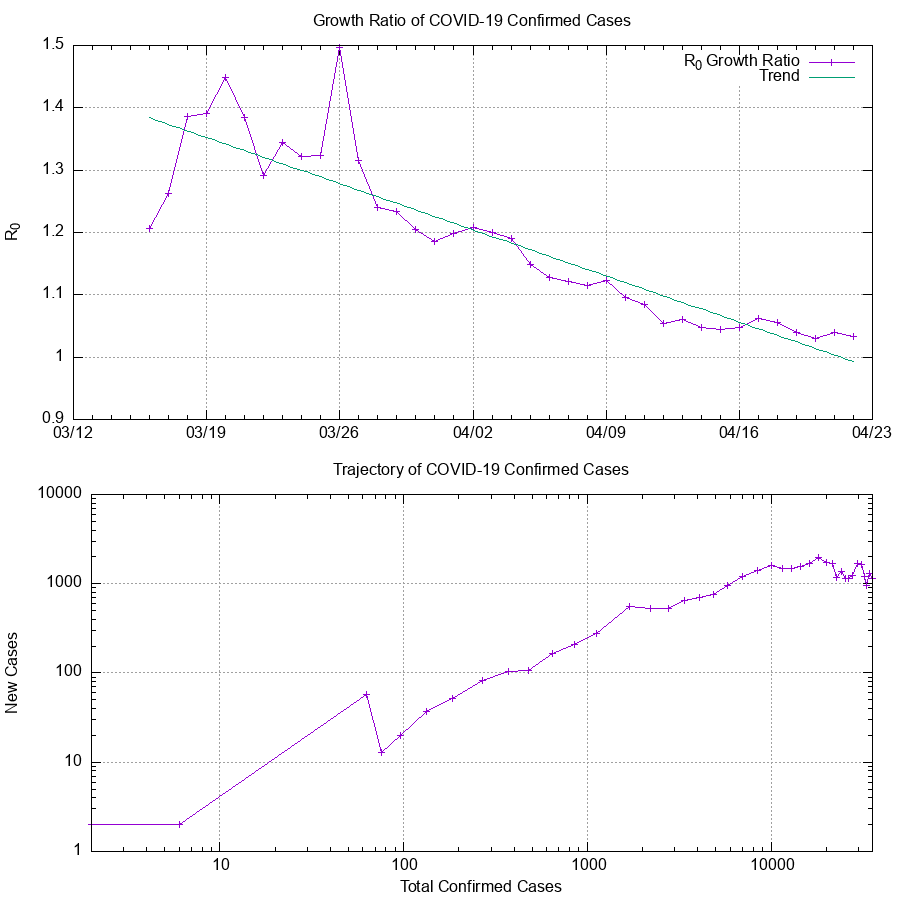 Growth Ratio of COVID-19 Confirmed Cases
R0 Growth Ratio
Trend
1.5
1.4
1.3
1.2
1.1
1
0.9
R0
03/12 03/19 03/26 04/02 04/09 04/16 04/23
Trajectory of COVID-19 Confirmed Cases
10000
1000
100
10
1
New Cases
10 100 1000 10000
Total Confirmed Cases